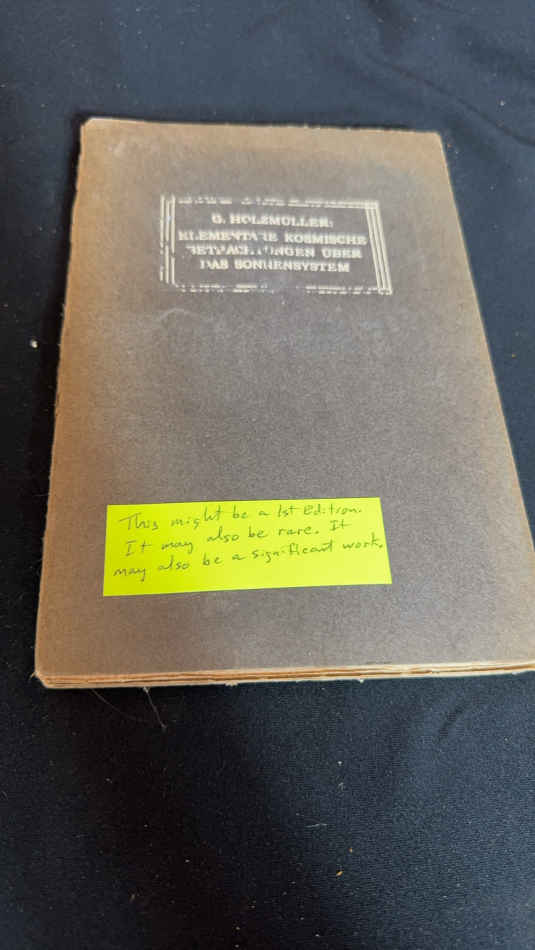 G. HOLZMÜLLER:
ELEMENTARE KOSMISCHE
BETRACHTUNGEN ÜBER
DAS SONNENSYSTEM
This might be a 1st Edition.
It may also be rare. It
may also be a significant work.